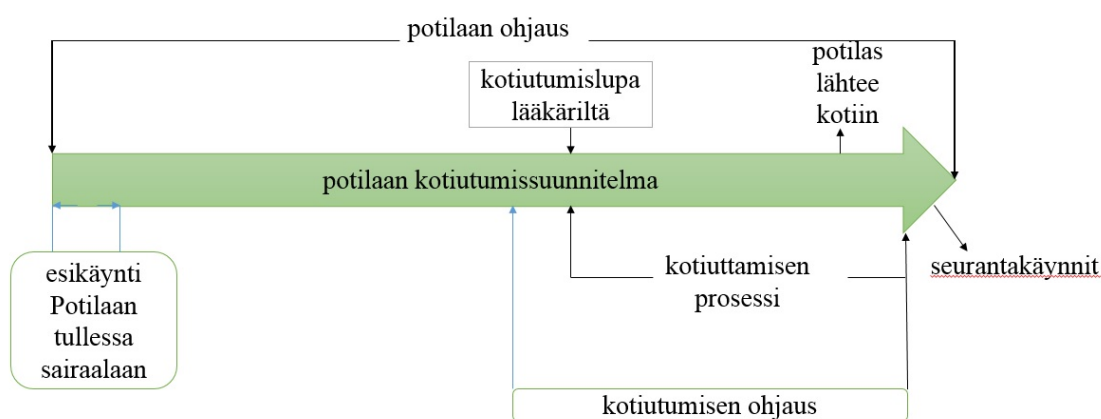 potilaan ohjaus
kotiutumislupa
lääkäriltä
potilas
lähtee
kotiin
potilaan kotiutumissuunnitelma
esikäynti
Potilaan
tullessa
sairaalaan
kotiuttamisen
prosessi
seurantakäynnit
kotiutumisen ohjaus